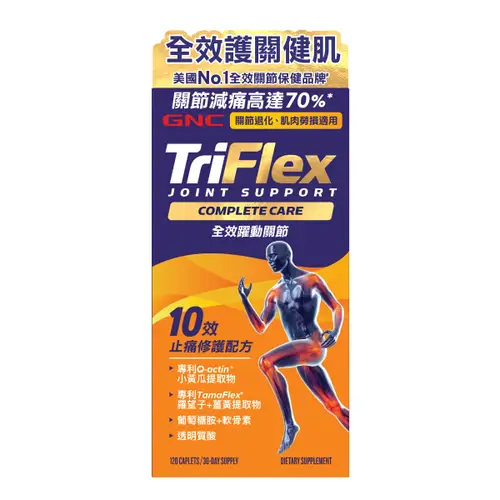 全效護關健肌
美國No.1全效關節保健品牌#
關節減痛高達70%*
GNC 關節退化、肌肉勞損適用
TriFlex
JOINT SUPPORT
COMPLETE CARE
全效躍動關節
10效
止痛修護配方
▸ 專利Q-actin®
小黃瓜提取物
▸ 專利TamaFlex®
羅望子+薑黃提取物
▸ 葡萄糖胺+軟骨素
▸ 透明質酸
120 CAPLETS/30-DAY SUPPLY DIETARY SUPPLEMENT